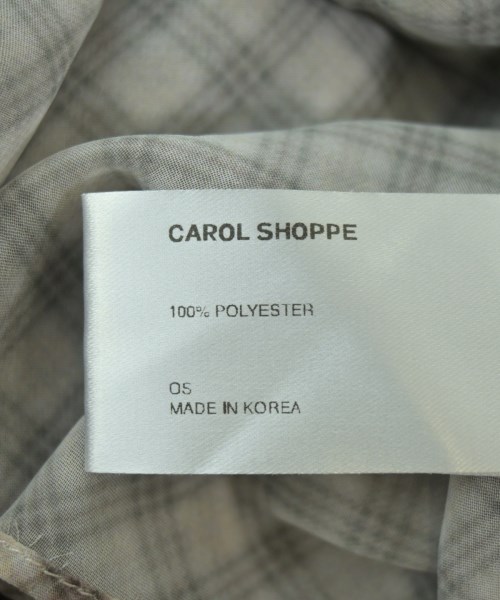 CAROL SHOPPE
100% POLYESTER
OS
MADE IN KOREA